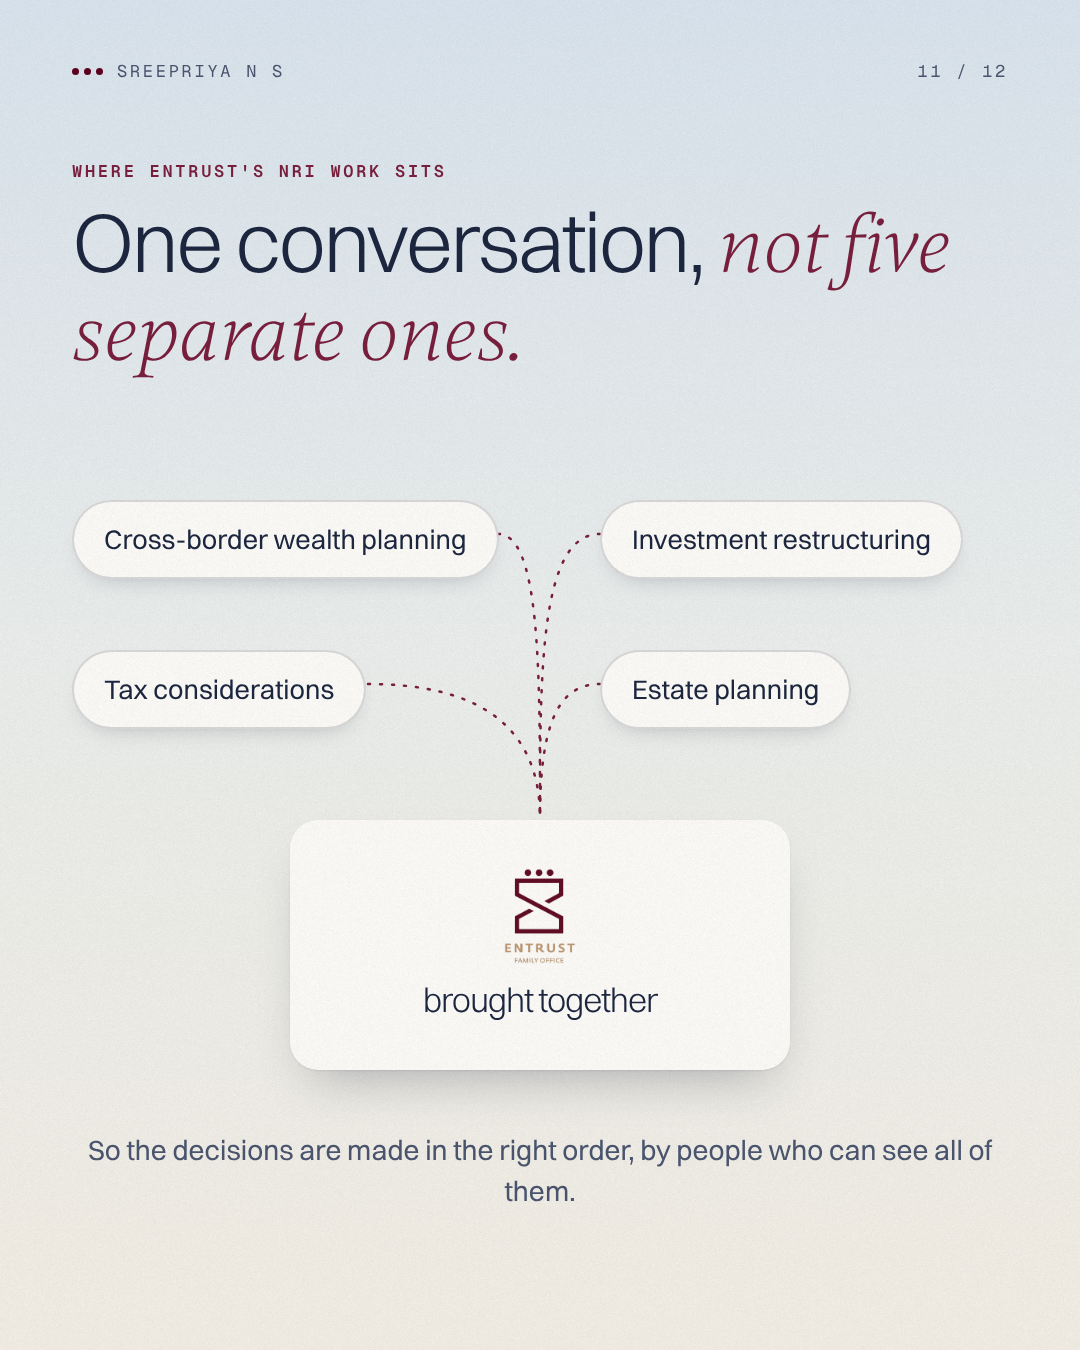 SREEPRIYA N S
11 / 12
WHERE ENTRUST'S NRI WORK SITS
One conversation, not five
separate ones.
Cross-border wealth planning
Investment restructuring
Tax considerations
Estate planning
ENTRUST
FAMILY OFFICE
brought together
So the decisions are made in the right order, by people who can see all of
them.